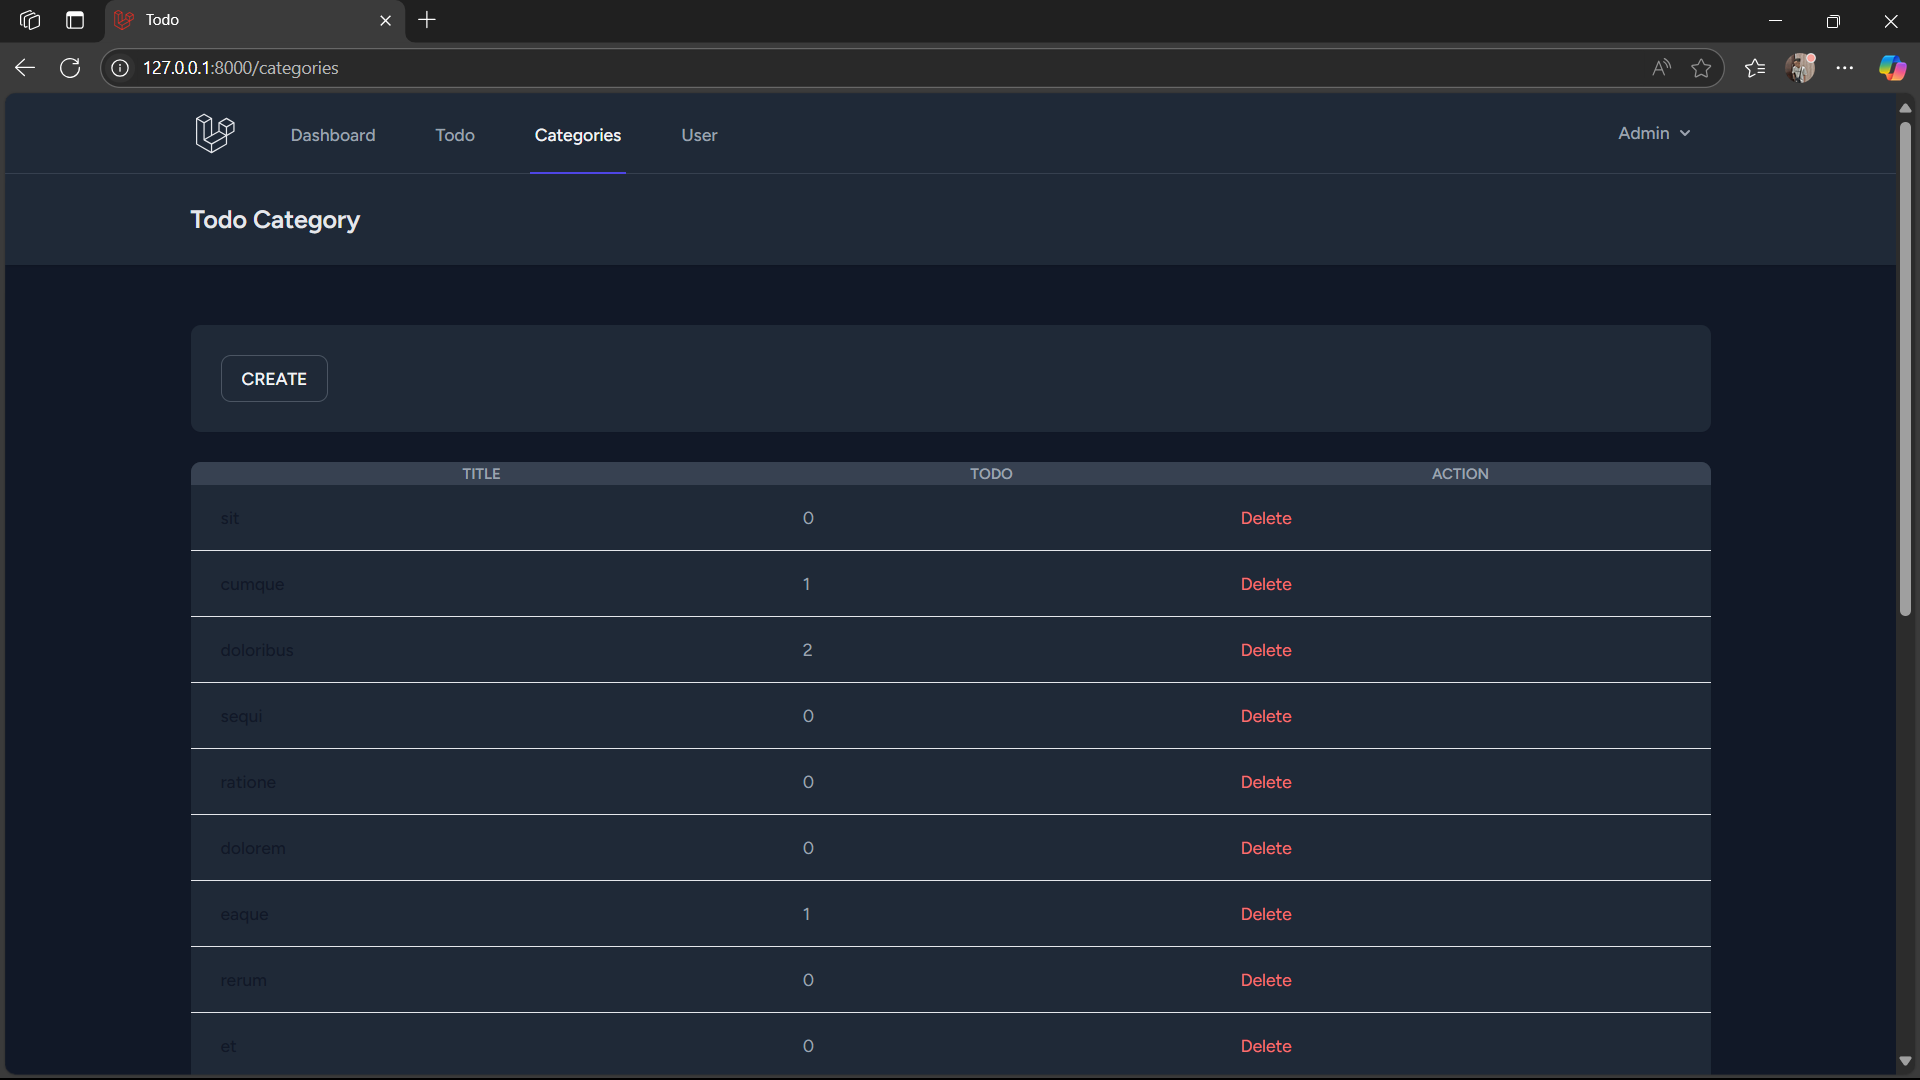 Todo
127.0.0.1:8000/categories
Dashboard Todo Categories User Admin
Todo Category
CREATE
TITLE TODO ACTION
sit 0 Delete
cumque 1 Delete
doloribus 2 Delete
sequi 0 Delete
ratione 0 Delete
dolorem 0 Delete
eaque 1 Delete
rerum 0 Delete
et 0 Delete